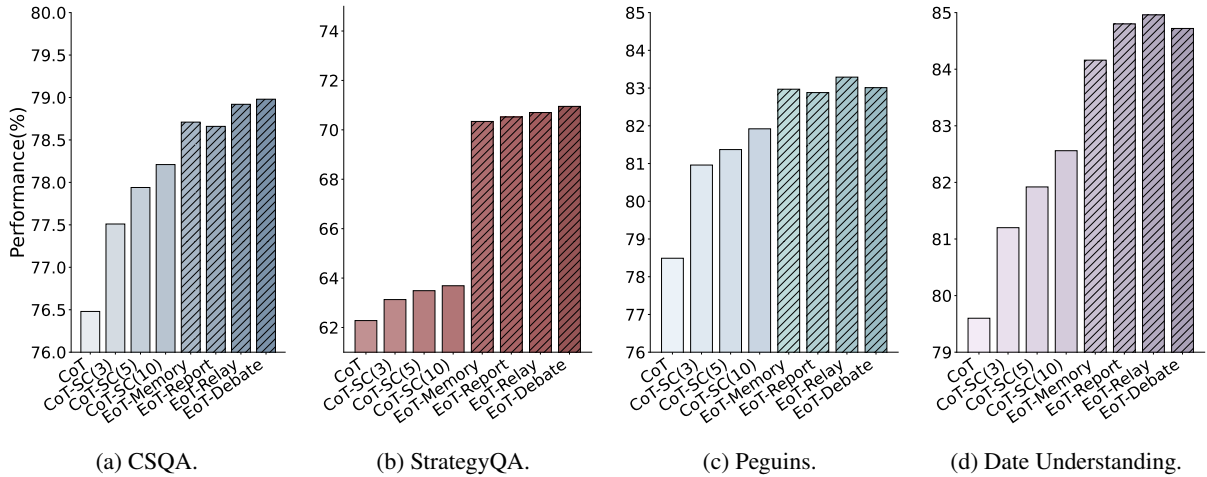 Performance(%)
80.0
79.5
79.0
78.5
78.0
77.5
77.0
76.5
76.0
CoT
CoT-SC(3)
CoT-SC(5)
CoT-SC(10)
EoT-Memory
EoT-Report
EoT-Relay
EoT-Debate
(a) CSQA.
74
72
70
68
66
64
62
CoT
CoT-SC(3)
CoT-SC(5)
CoT-SC(10)
EoT-Memory
EoT-Report
EoT-Relay
EoT-Debate
(b) StrategyQA.
85
84
83
82
81
80
79
78
77
76
CoT
CoT-SC(3)
CoT-SC(5)
CoT-SC(10)
EoT-Memory
EoT-Report
EoT-Relay
EoT-Debate
(c) Peguins.
85
84
83
82
81
80
79
CoT
CoT-SC(3)
CoT-SC(5)
CoT-SC(10)
EoT-Memory
EoT-Report
EoT-Relay
EoT-Debate
(d) Date Understanding.